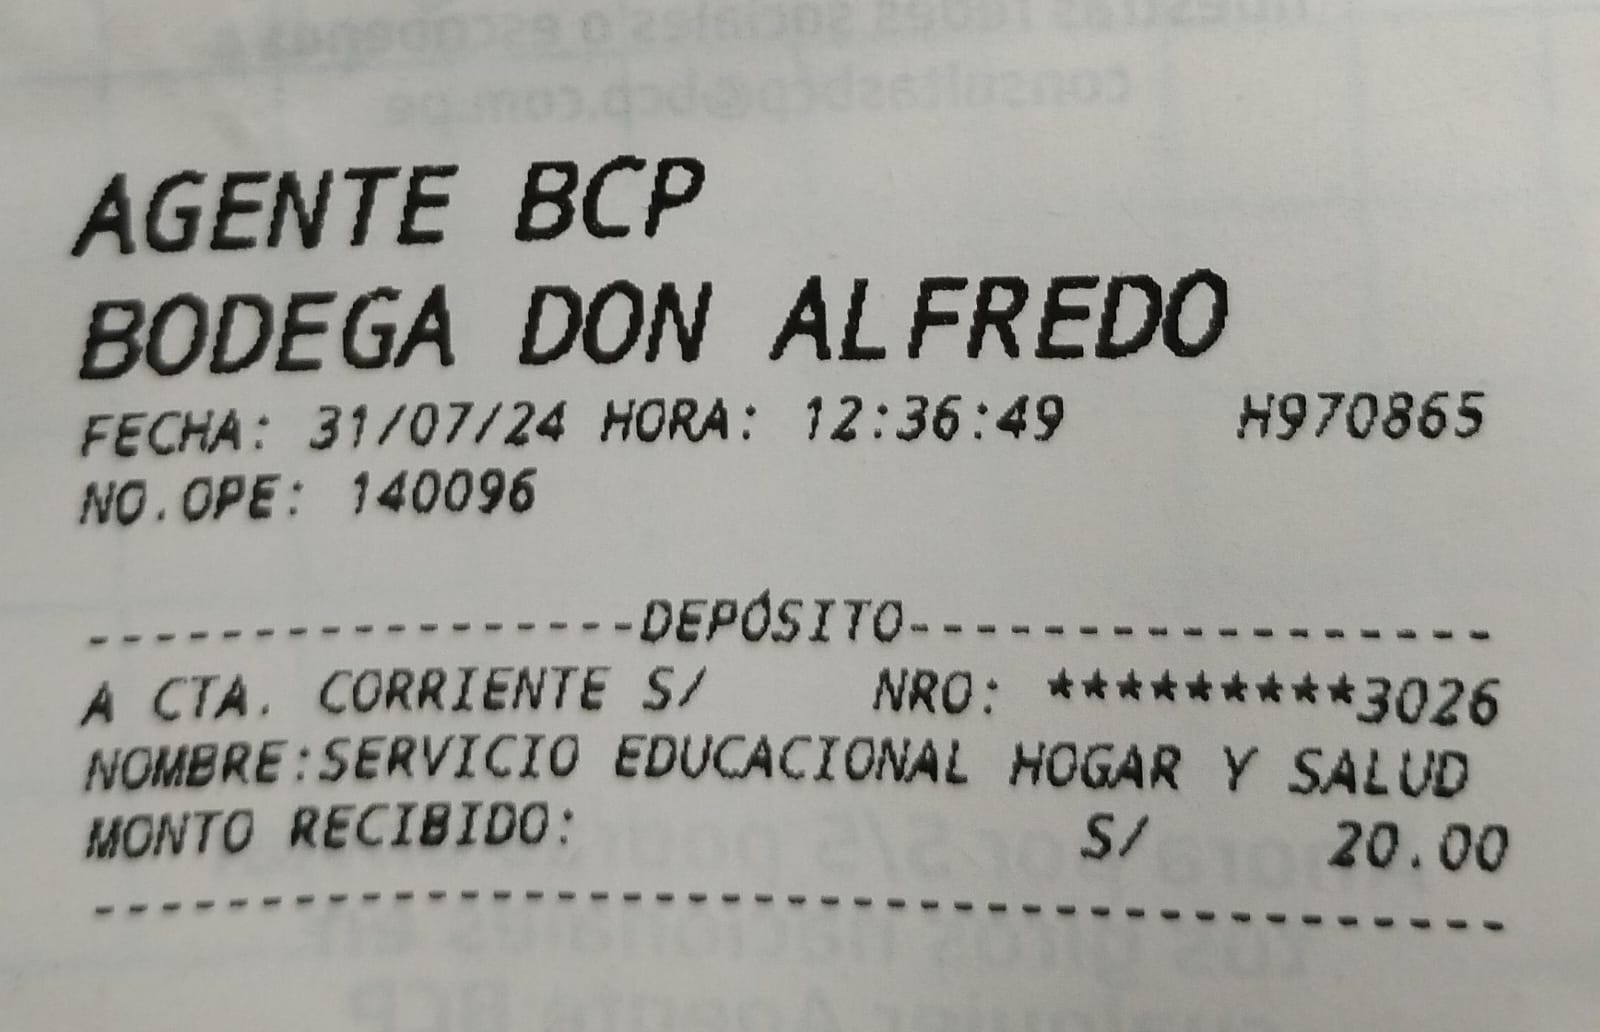 AGENTE BCP
BODEGA DON ALFREDO
FECHA: 31/07/24 HORA: 12:36:49 H970865
NO.OPE: 140096
------------------DEPÓSITO------------------
A CTA. CORRIENTE S/ NRO: *********3026
NOMBRE:SERVICIO EDUCACIONAL HOGAR Y SALUD
MONTO RECIBIDO: S/ 20.00